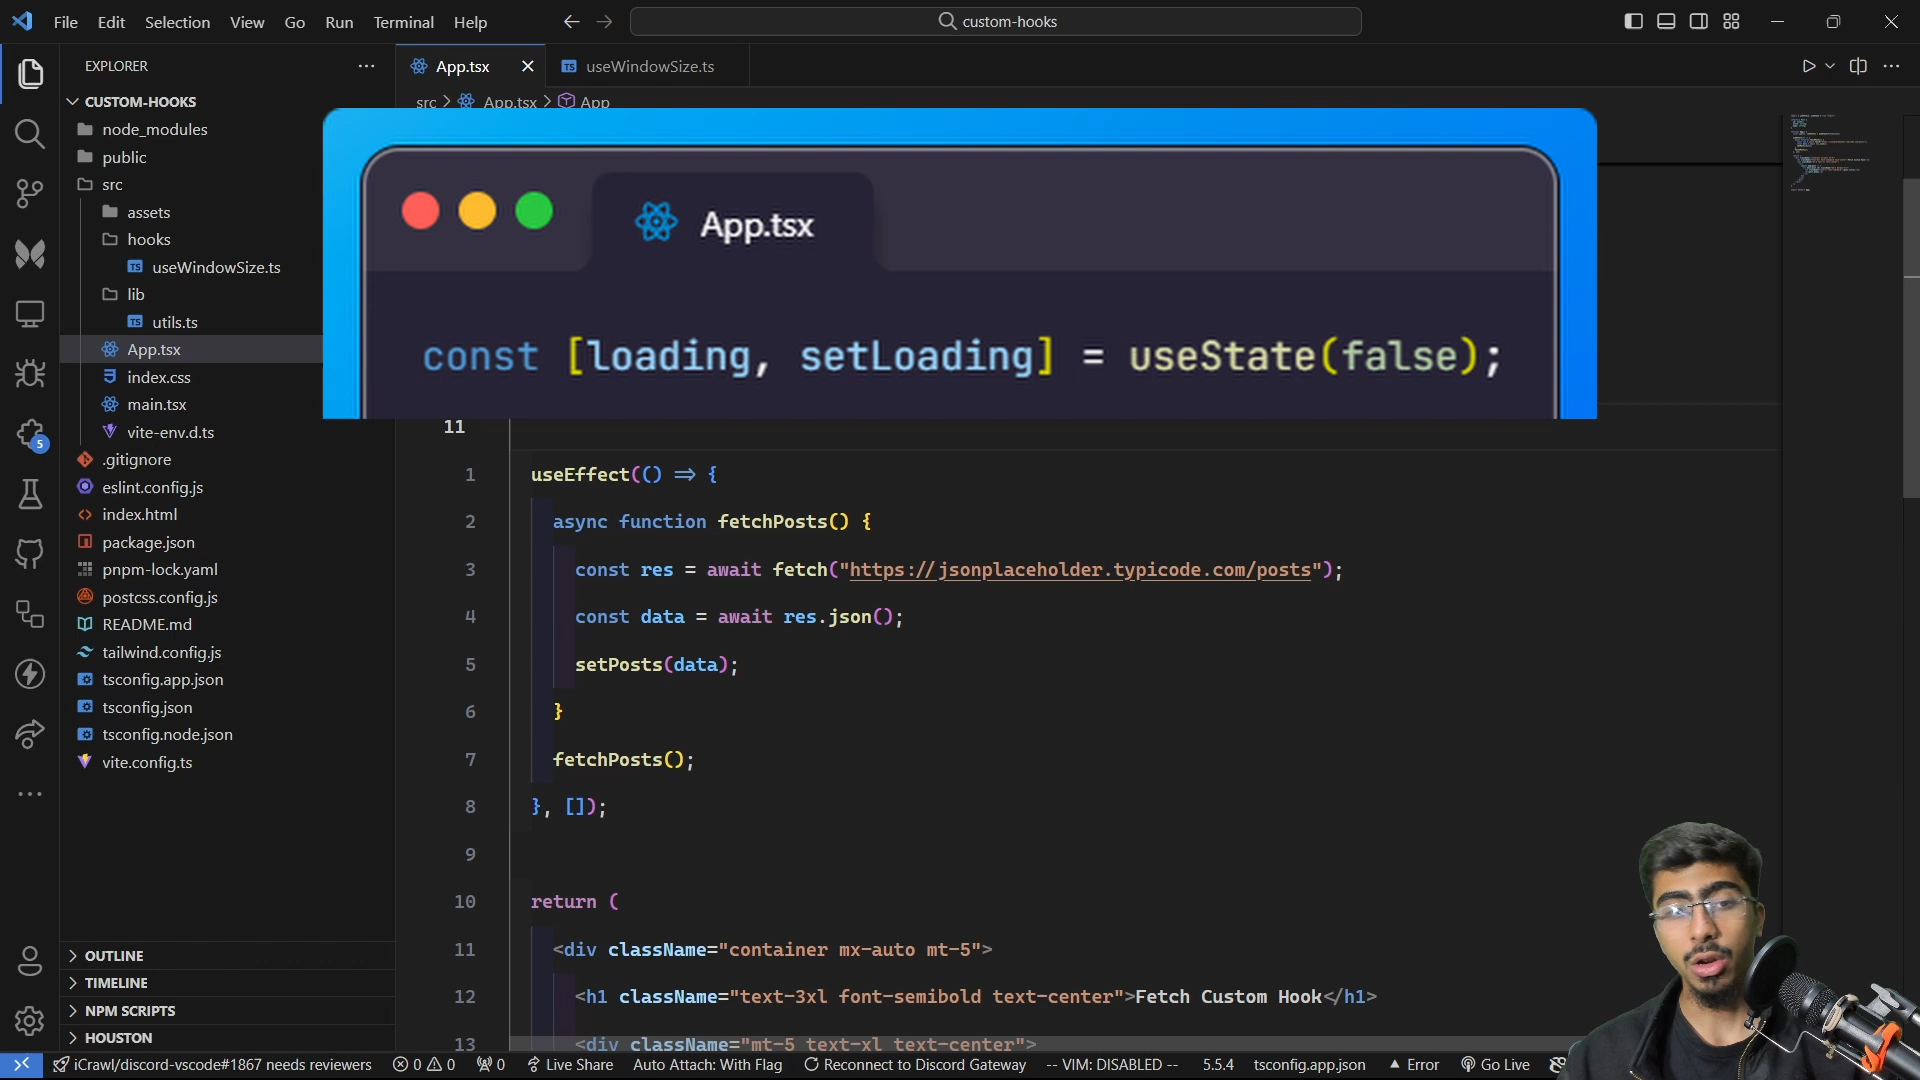 File Edit Selection View Go Run Terminal Help
custom-hooks
EXPLORER
App.tsx
useWindowSize.ts
CUSTOM-HOOKS
src > App.tsx > App
node_modules
public
src
assets
hooks
useWindowSize.ts
lib
utils.ts
App.tsx
index.css
main.tsx
vite-env.d.ts
.gitignore
eslint.config.js
index.html
package.json
pnpm-lock.yaml
postcss.config.js
README.md
tailwind.config.js
tsconfig.app.json
tsconfig.json
tsconfig.node.json
vite.config.ts
5
OUTLINE
TIMELINE
NPM SCRIPTS
HOUSTON
App.tsx
const [loading, setLoading] = useState(false);
11
1 useEffect(() => {
2 async function fetchPosts() {
3 const res = await fetch("https://jsonplaceholder.typicode.com/posts");
4 const data = await res.json();
5 setPosts(data);
6 }
7 fetchPosts();
8 }, []);
9
10 return (
11 <div className="container mx-auto mt-5">
12 <h1 className="text-3xl font-semibold text-center">Fetch Custom Hook</h1>
13 <div className="mt-5 text-xl text-center">
iCrawl/discord-vscode#1867 needs reviewers 0 0 0 Live Share Auto Attach: With Flag Reconnect to Discord Gateway -- VIM: DISABLED -- 5.5.4 tsconfig.app.json Error Go Live